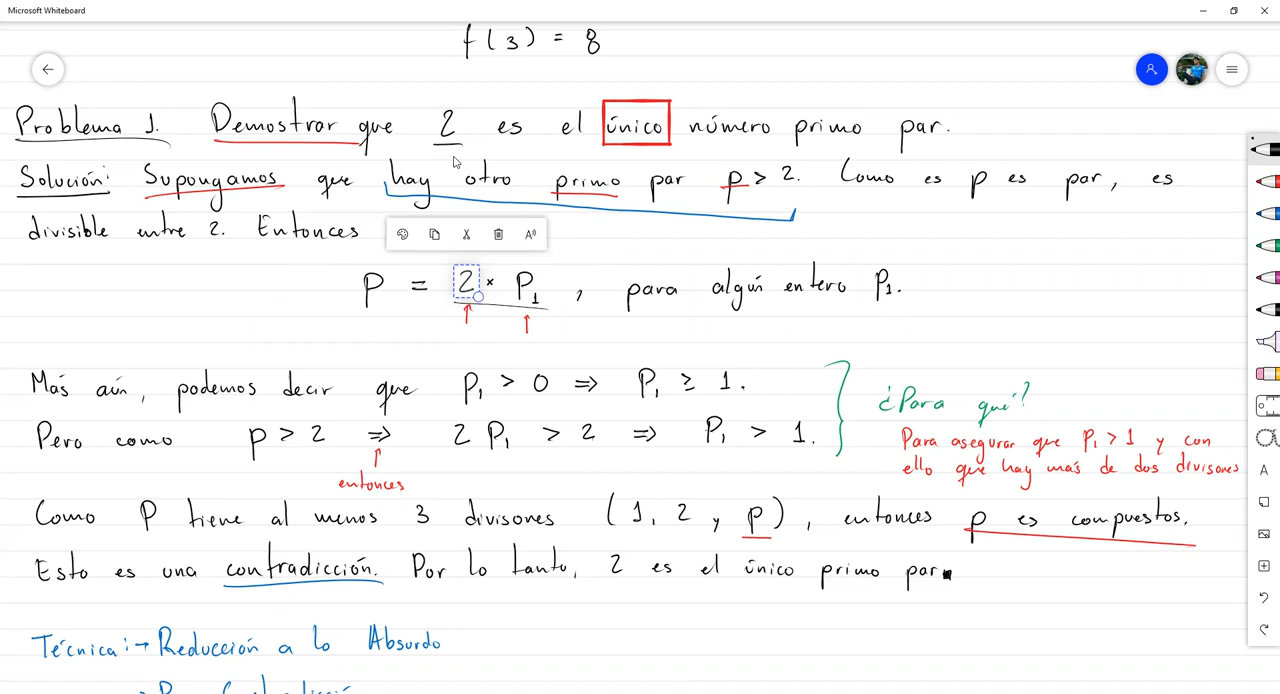 Microsoft Whiteboard
f(3) = 8
Problema 1. Demostrar que 2 es el único número primo par.
Solución: Supongamos que hay otro primo par p > 2. Como es p es par, es
divisible entre 2. Entonces
P = 2 × P₁ , para algún entero P₁.
Más aún, podemos decir que P₁ > 0 ⇒ P₁ ≥ 1.
¿Para qué?
Pero como p > 2 ⇒ 2 P₁ > 2 ⇒ P₁ > 1.
entonces
Para asegurar que P₁ > 1 y con
ello que hay más de dos divisores
Como P tiene al menos 3 divisores (1, 2 y p), entonces p es compuestos.
Esto es una contradicción. Por lo tanto, 2 es el único primo par
Técnica: → Reducción a lo Absurdo